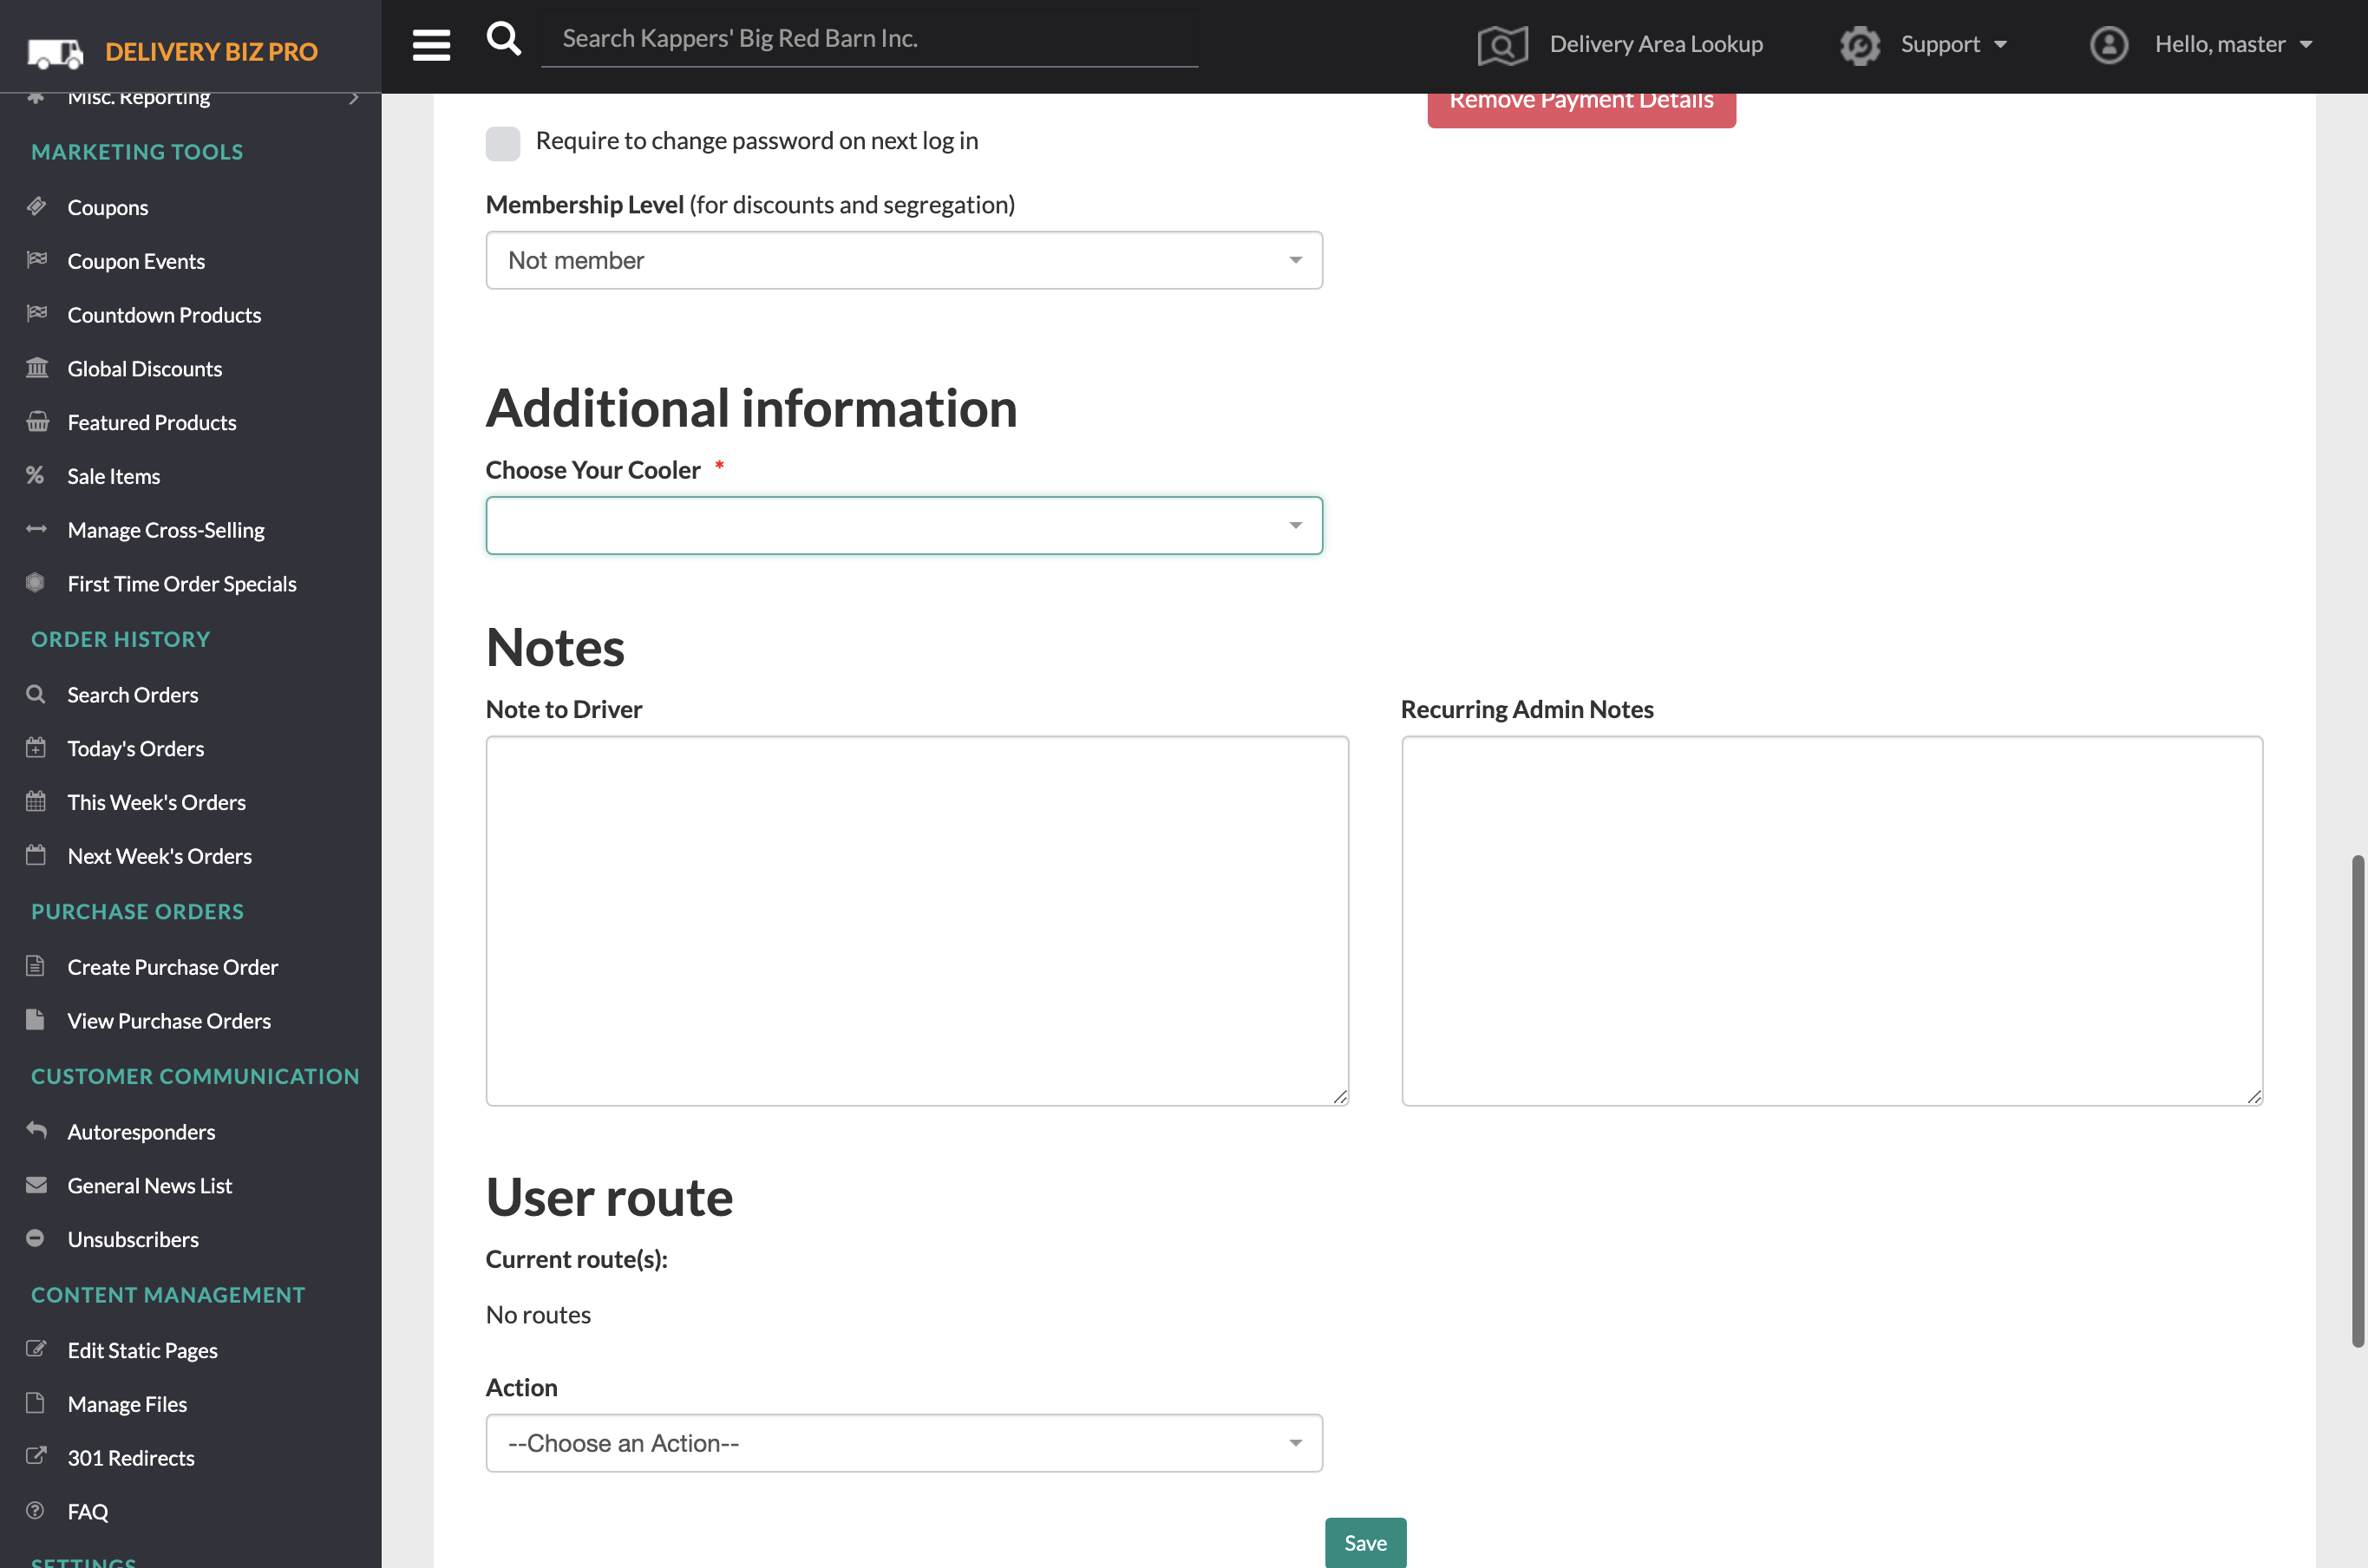 DELIVERY BIZ PRO
Search Kappers' Big Red Barn Inc.
Delivery Area Lookup
Support
Hello, master
Misc. Reporting
MARKETING TOOLS
Coupons
Coupon Events
Countdown Products
Global Discounts
Featured Products
Sale Items
Manage Cross-Selling
First Time Order Specials
ORDER HISTORY
Search Orders
Today's Orders
This Week's Orders
Next Week's Orders
PURCHASE ORDERS
Create Purchase Order
View Purchase Orders
CUSTOMER COMMUNICATION
Autoresponders
General News List
Unsubscribers
CONTENT MANAGEMENT
Edit Static Pages
Manage Files
301 Redirects
FAQ
SETTINGS
Remove Payment Details
Require to change password on next log in
Membership Level (for discounts and segregation)
Not member
Additional information
Choose Your Cooler *
Notes
Note to Driver
Recurring Admin Notes
User route
Current route(s):
No routes
Action
--Choose an Action--
Save